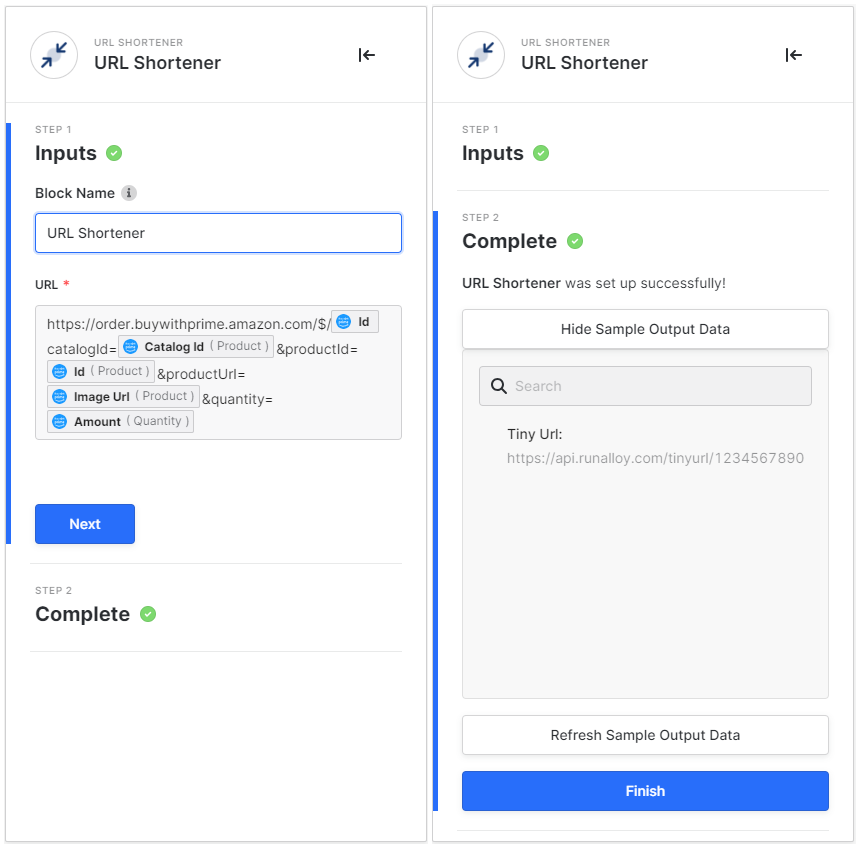 URL SHORTENER
URL Shortener
STEP 1
Inputs
Block Name
URL Shortener
URL *
https://order.buywithprime.amazon.com/$/ Id
catalogId= Catalog Id ( Product ) &productId=
Id ( Product ) &productUrl=
Image Url ( Product ) &quantity=
Amount ( Quantity )
Next
STEP 2
Complete
URL SHORTENER
URL Shortener
STEP 1
Inputs
STEP 2
Complete
URL Shortener was set up successfully!
Hide Sample Output Data
Search
Tiny Url:
https://api.runalloy.com/tinyurl/1234567890
Refresh Sample Output Data
Finish